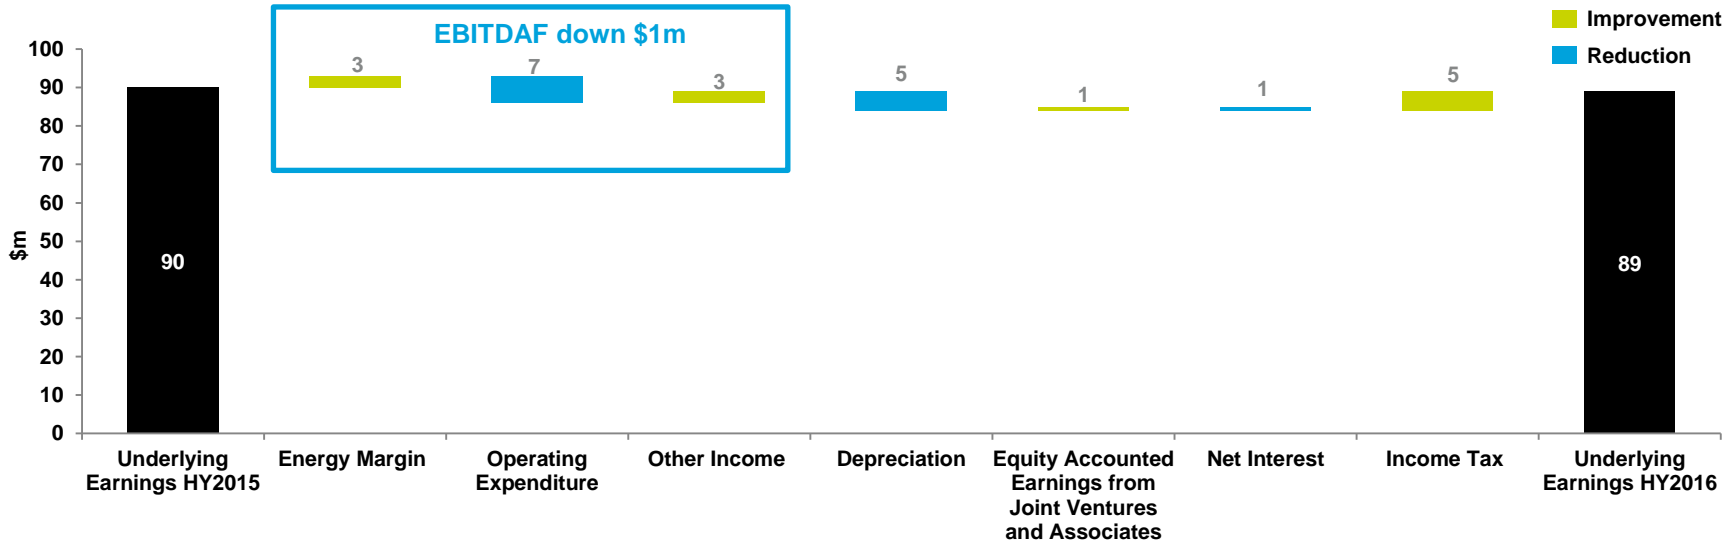 EBITDAF down $1m
Improvement
Reduction
$m
100
90
80
70
60
50
40
30
20
10
0
90
3
7
3
5
1
1
5
89
Underlying
Earnings HY2015
Energy Margin
Operating
Expenditure
Other Income
Depreciation
Equity Accounted
Earnings from
Joint Ventures
and Associates
Net Interest
Income Tax
Underlying
Earnings HY2016